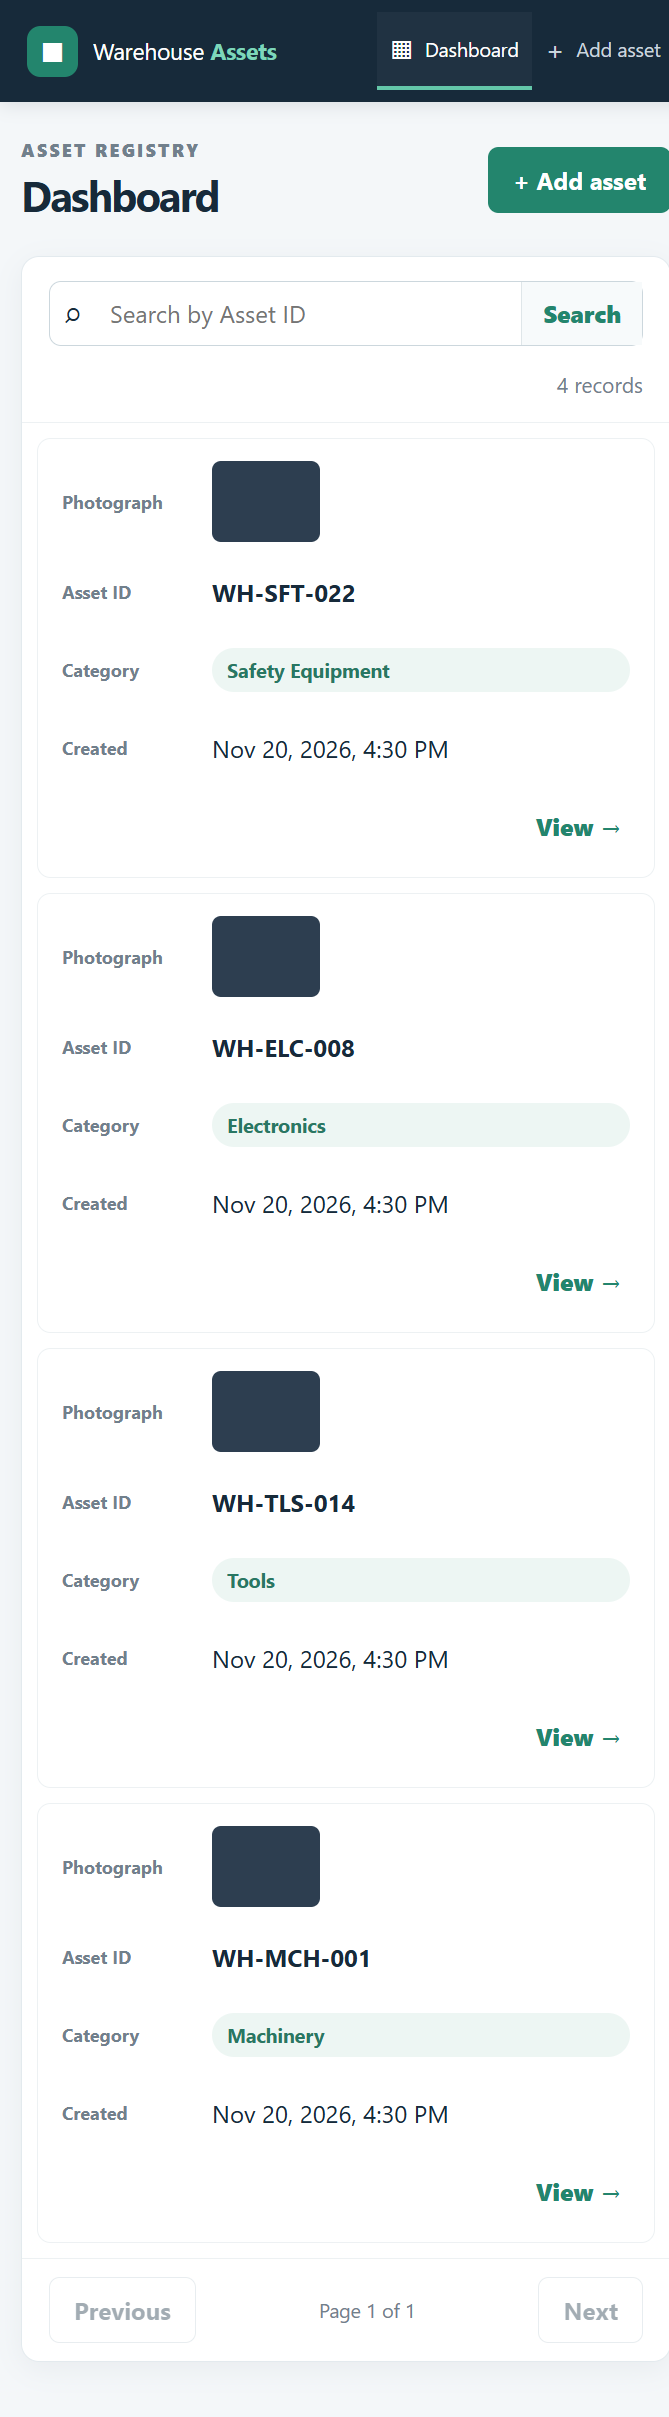 Warehouse Assets
Dashboard
+ Add asset
ASSET REGISTRY
Dashboard
+ Add asset
Search by Asset ID
Search
4 records
Photograph
Asset ID
WH-SFT-022
Category
Safety Equipment
Created
Nov 20, 2026, 4:30 PM
View →
Photograph
Asset ID
WH-ELC-008
Category
Electronics
Created
Nov 20, 2026, 4:30 PM
View →
Photograph
Asset ID
WH-TLS-014
Category
Tools
Created
Nov 20, 2026, 4:30 PM
View →
Photograph
Asset ID
WH-MCH-001
Category
Machinery
Created
Nov 20, 2026, 4:30 PM
View →
Previous
Page 1 of 1
Next